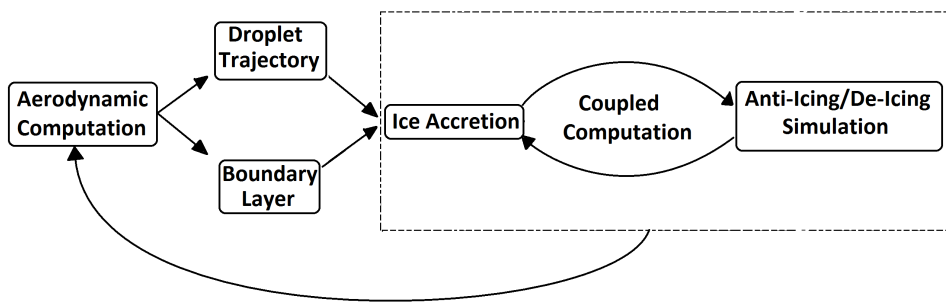 Droplet
Trajectory
Aerodynamic
Computation
Boundary
Layer
Ice Accretion
Coupled
Computation
Anti-Icing/De-Icing
Simulation